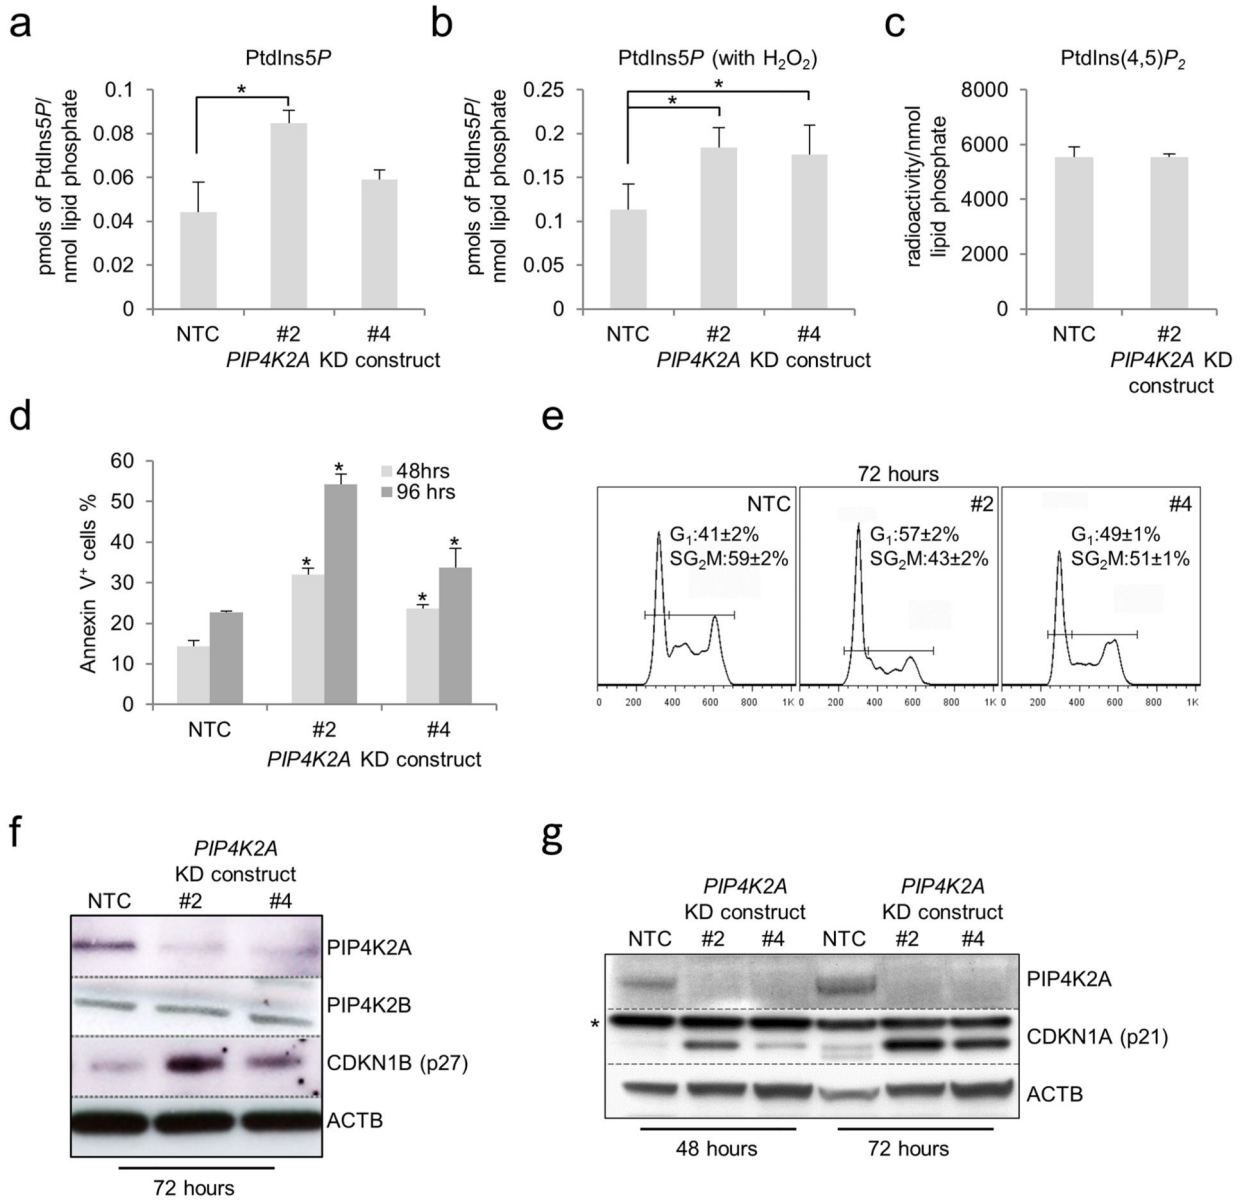 a
PtdIns5P
pmols of PtdIns5P/
nmol lipid phosphate
0.1
0.08
0.06
0.04
0.02
0
*
NTC #2 #4
PIP4K2A KD construct
b
PtdIns5P (with H₂O₂)
pmols of PtdIns5P/
nmol lipid phosphate
0.25
0.2
0.15
0.1
0.05
0
*
*
NTC #2 #4
PIP4K2A KD construct
c
PtdIns(4,5)P₂
radioactivity/nmol
lipid phosphate
8000
6000
4000
2000
0
NTC #2
PIP4K2A KD
construct
d
Annexin V⁺ cells %
60
50
40
30
20
10
0
48hrs
96 hrs
* * * *
NTC #2 #4
PIP4K2A KD construct
e
72 hours
NTC
G₁:41±2%
SG₂M:59±2%
0 200 400 600 800 1K
#2
G₁:57±2%
SG₂M:43±2%
0 200 400 600 800 1K
#4
G₁:49±1%
SG₂M:51±1%
0 200 400 600 800 1K
f
PIP4K2A
KD construct
NTC #2 #4
PIP4K2A
PIP4K2B
CDKN1B (p27)
ACTB
72 hours
g
PIP4K2A PIP4K2A
KD construct KD construct
NTC #2 #4 NTC #2 #4
PIP4K2A
*
CDKN1A (p21)
ACTB
48 hours 72 hours